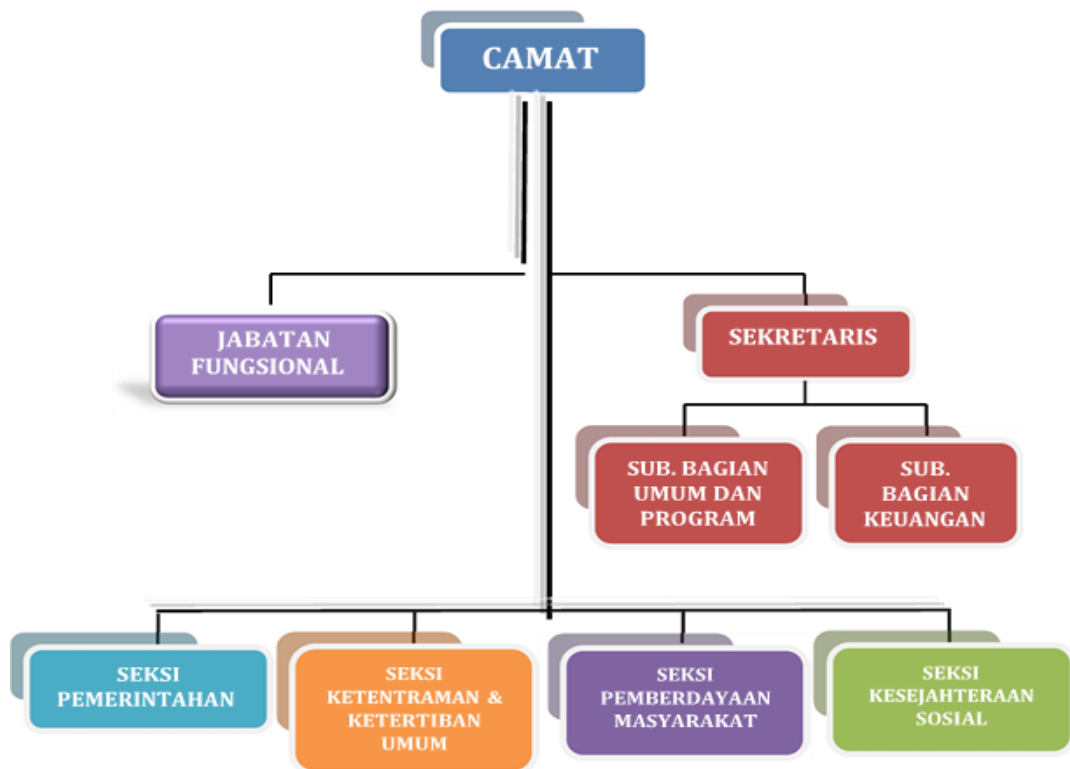 CAMAT
JABATAN
FUNGSIONAL
SEKRETARIS
SUB. BAGIAN
UMUM DAN
PROGRAM
SUB.
BAGIAN
KEUANGAN
SEKSI
PEMERINTAHAN
SEKSI
KETENTRAMAN &
KETERTIBAN
UMUM
SEKSI
PEMBERDAYAAN
MASYARAKAT
SEKSI
KESEJAHTERAAN
SOSIAL